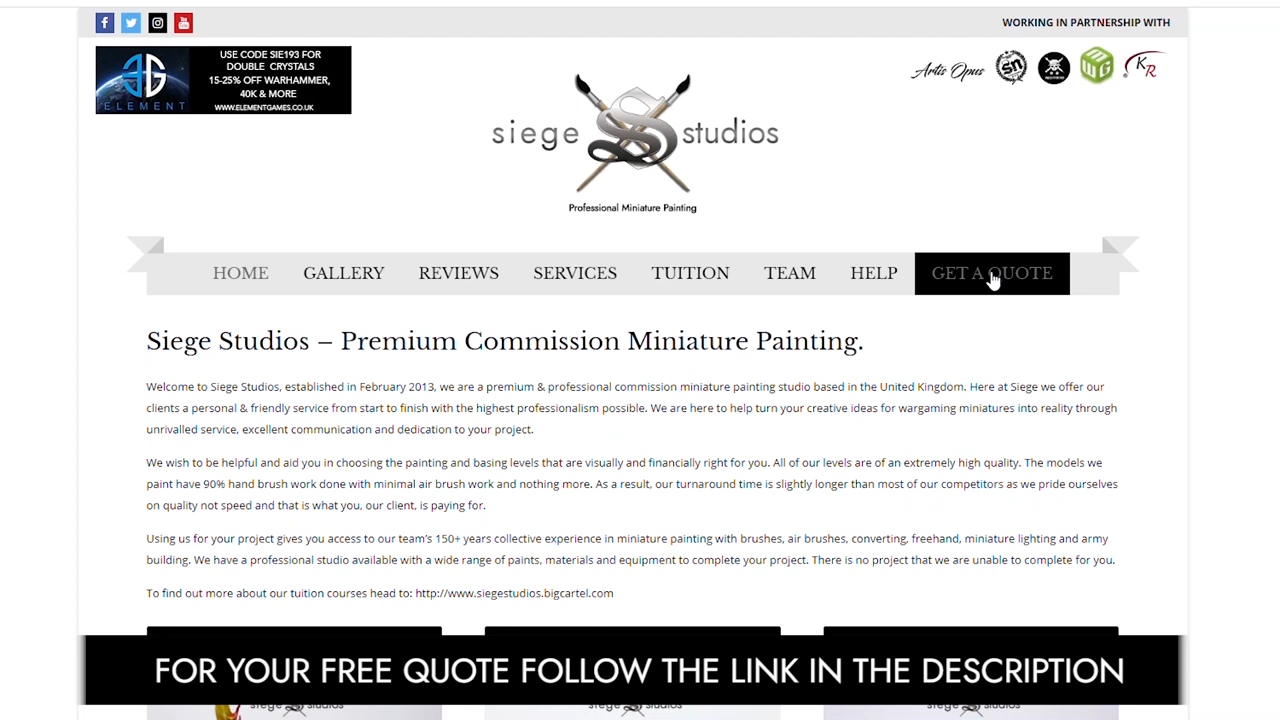 WORKING IN PARTNERSHIP WITH
USE CODE SIE193 FOR
DOUBLE CRYSTALS
15-25% OFF WARHAMMER,
40K & MORE
WWW.ELEMENTGAMES.CO.UK
ELEMENT
Artis Opus
KR
siege S studios
Professional Miniature Painting
HOME GALLERY REVIEWS SERVICES TUITION TEAM HELP GET A QUOTE
Siege Studios – Premium Commission Miniature Painting.
Welcome to Siege Studios, established in February 2013, we are a premium & professional commission miniature painting studio based in the United Kingdom. Here at Siege we offer our
clients a personal & friendly service from start to finish with the highest professionalism possible. We are here to help turn your creative ideas for wargaming miniatures into reality through
unrivalled service, excellent communication and dedication to your project.
We wish to be helpful and aid you in choosing the painting and basing levels that are visually and financially right for you. All of our levels are of an extremely high quality. The models we
paint have 90% hand brush work done with minimal air brush work and nothing more. As a result, our turnaround time is slightly longer than most of our competitors as we pride ourselves
on quality not speed and that is what you, our client, is paying for.
Using us for your project gives you access to our team's 150+ years collective experience in miniature painting with brushes, air brushes, converting, freehand, miniature lighting and army
building. We have a professional studio available with a wide range of paints, materials and equipment to complete your project. There is no project that we are unable to complete for you.
To find out more about our tuition courses head to: http://www.siegestudios.bigcartel.com
FOR YOUR FREE QUOTE FOLLOW THE LINK IN THE DESCRIPTION